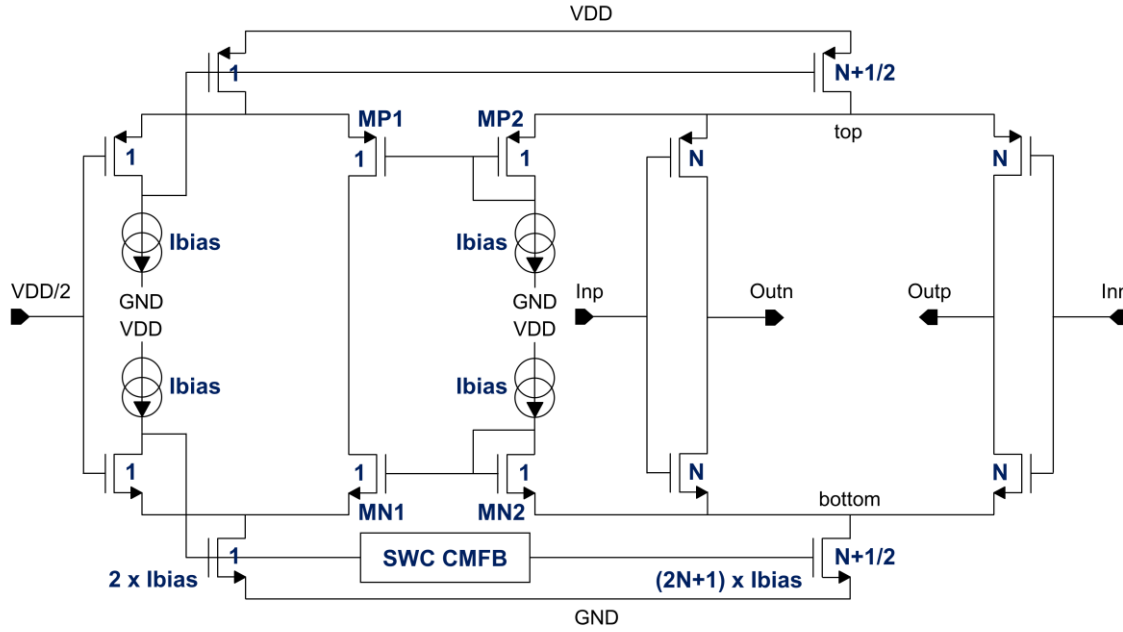 VDD
1
N+1/2
MP1
MP2
top
1
1
1
N
N
Ibias
Ibias
VDD/2
GND
GND
Inp
Outn
Outp
VDD
VDD
Ibias
Ibias
1
1
1
N
N
MN1
MN2
bottom
1
SWC CMFB
N+1/2
2 x Ibias
(2N+1) x Ibias
GND